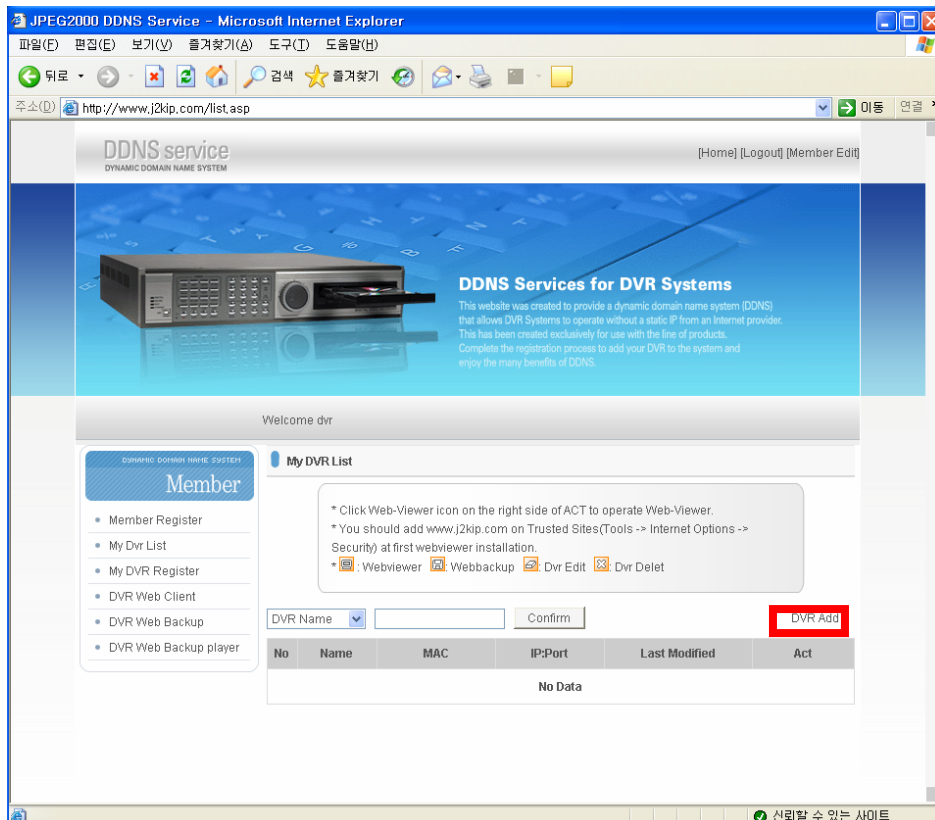 JPEG2000 DDNS Service - Microsoft Internet Explorer
파일(F) 편집(E) 보기(V) 즐겨찾기(A) 도구(T) 도움말(H)
뒤로 검색 즐겨찾기
주소(D) http://www.j2kip.com/list.asp 이동 연결
DDNS service
DYNAMIC DOMAIN NAME SYSTEM
[Home] [Logout] [Member Edit]
DDNS Services for DVR Systems
This website was created to provide a dynamic domain name system (DDNS)
that allows DVR Systems to operate without a static IP from an Internet provider.
This has been created exclusively for use with the line of products.
Complete the registration process to add your DVR to the system and
enjoy the many benefits of DDNS.
Welcome dvr
DYNAMIC DOMAIN NAME SYSTEM
Member
Member Register
My Dvr List
My DVR Register
DVR Web Client
DVR Web Backup
DVR Web Backup player
My DVR List
* Click Web-Viewer icon on the right side of ACT to operate Web-Viewer.
* You should add www.j2kip.com on Trusted Sites(Tools -> Internet Options ->
Security) at first webviewer installation.
* : Webviewer : Webbackup : Dvr Edit : Dvr Delet
DVR Name Confirm DVR Add
No Name MAC IP:Port Last Modified Act
No Data
신뢰할 수 있는 사이트